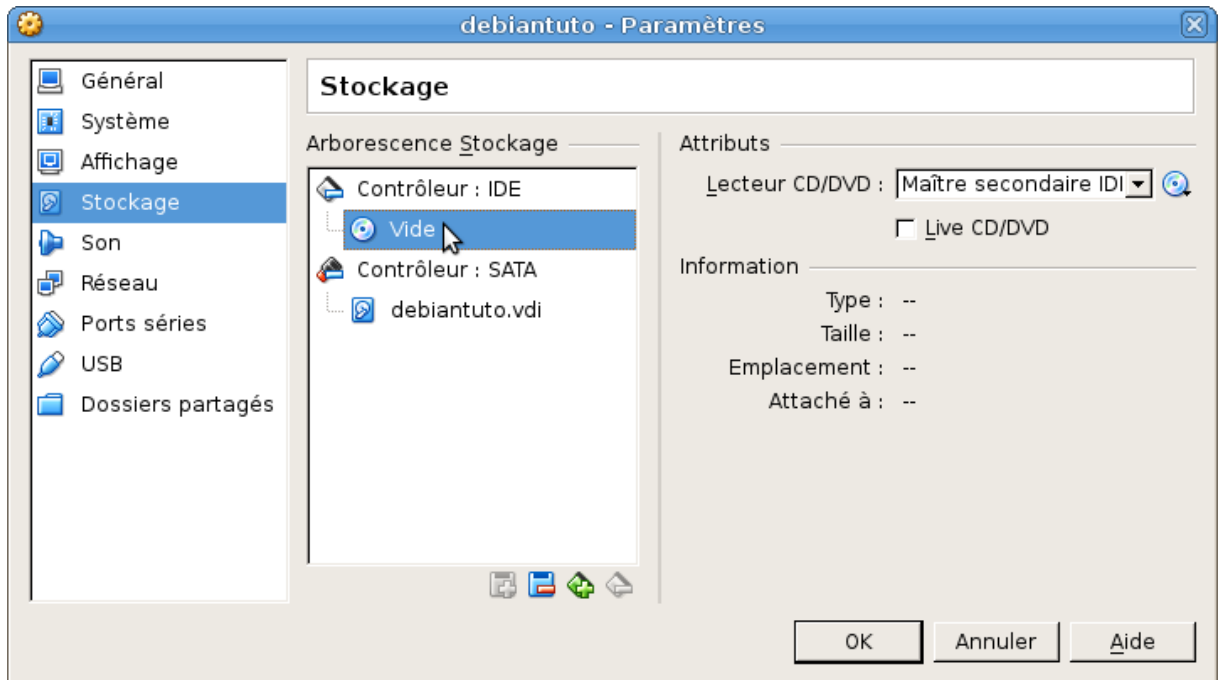 debiantuto - Paramètres
Général
Système
Affichage
Stockage
Son
Réseau
Ports séries
USB
Dossiers partagés
Stockage
Arborescence Stockage
Contrôleur : IDE
Vide
Contrôleur : SATA
debiantuto.vdi
Attributs
Lecteur CD/DVD : Maître secondaire IDI
Live CD/DVD
Information
Type : --
Taille : --
Emplacement : --
Attaché à : --
OK
Annuler
Aide